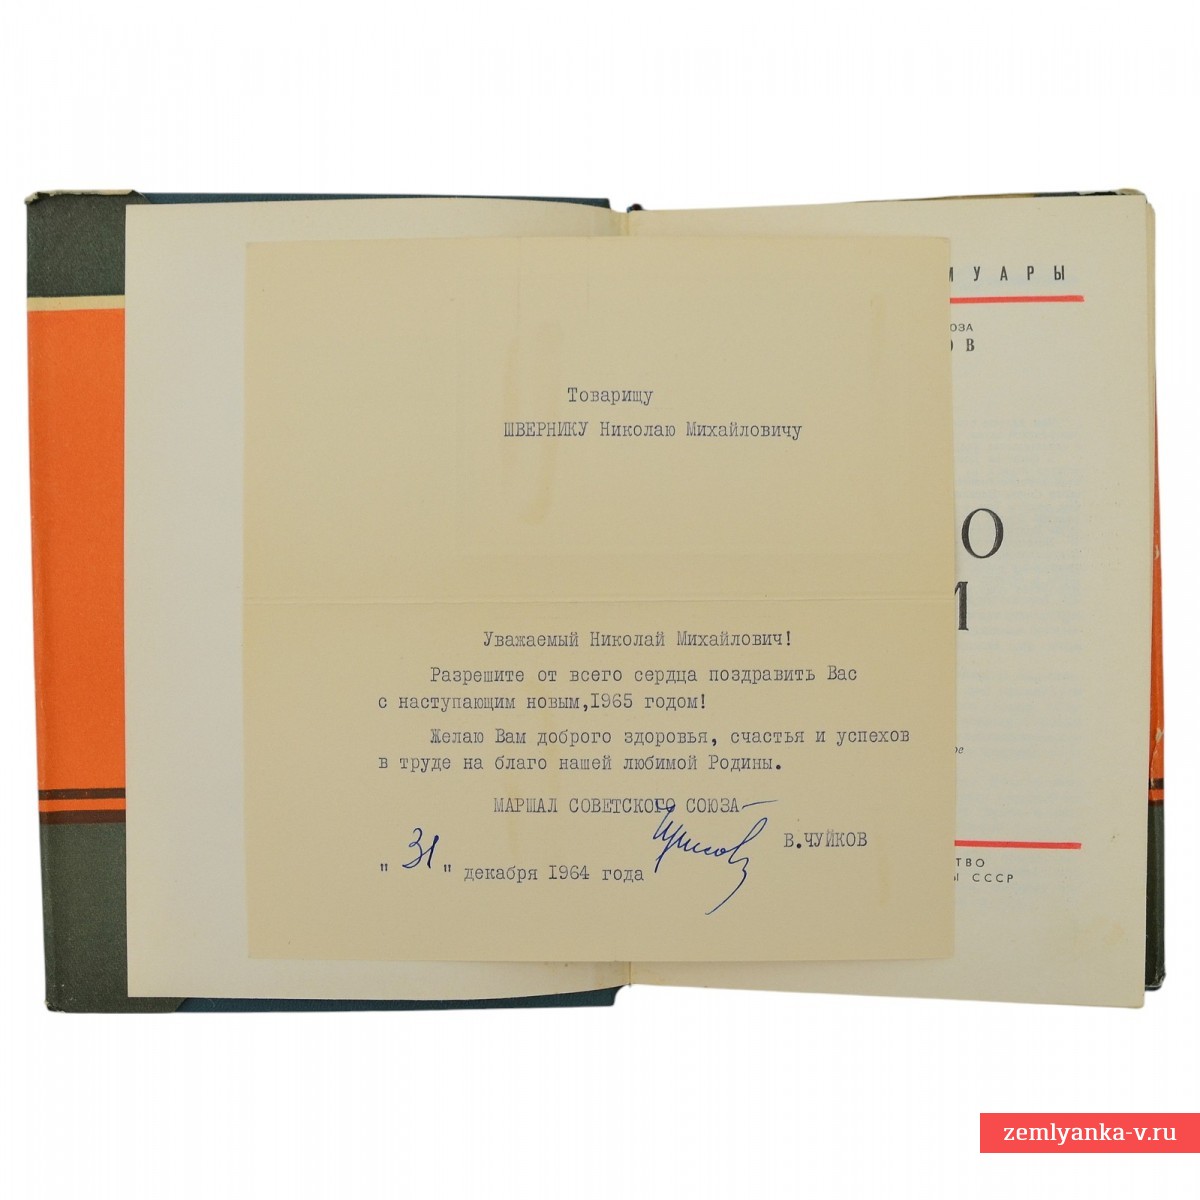 Товарищу
ШВЕРНИКУ Николаю Михайловичу
Уважаемый Николай Михайлович!
Разрешите от всего сердца поздравить Вас
с наступающим новым, 1965 годом!
Желаю Вам доброго здоровья, счастья и успехов
в труде на благо нашей любимой Родины.
МАРШАЛ СОВЕТСКОГО СОЮЗА
В.ЧУЙКОВ
" 31 " декабря 1964 года
МУАРЫ
ОЗА
ОВ
О
И
ое
ТВО
Ы СССР
zemlyanka-v.ru